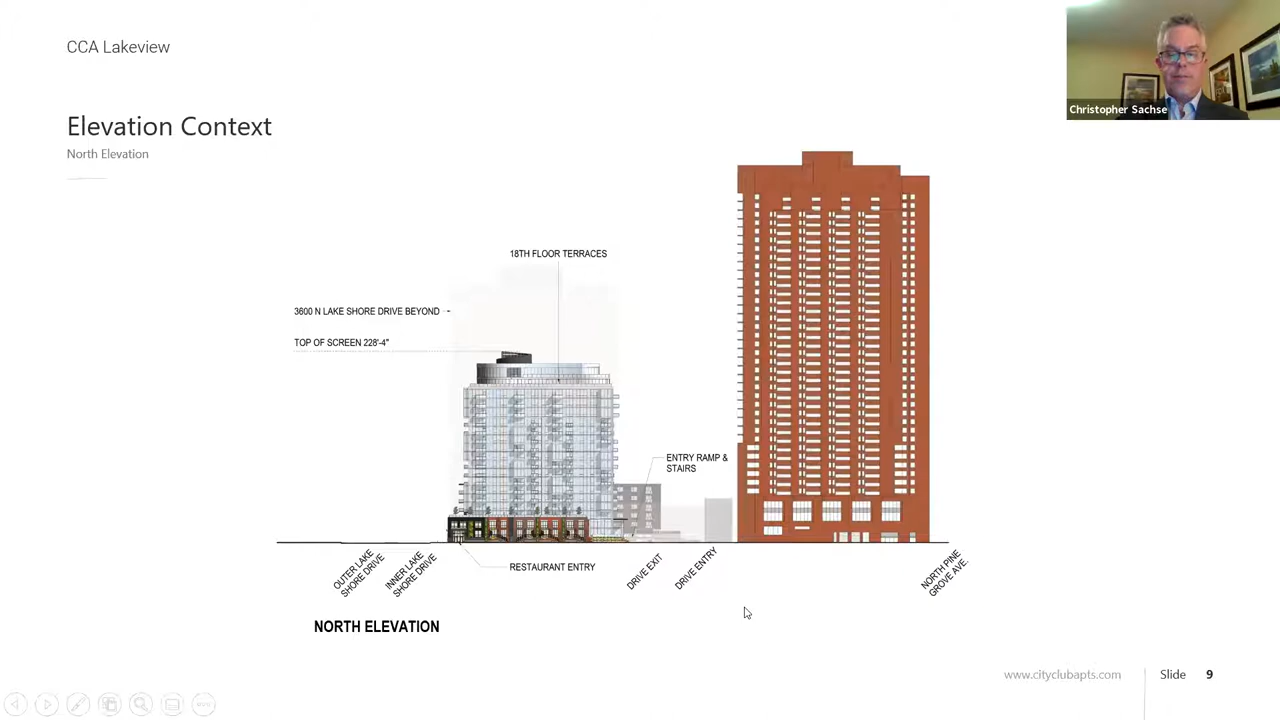 CCA Lakeview
Christopher Sachse
Elevation Context
North Elevation
18TH FLOOR TERRACES
3600 N LAKE SHORE DRIVE BEYOND
TOP OF SCREEN 228'-4"
ENTRY RAMP &
STAIRS
OUTER LAKE
SHORE DRIVE
INNER LAKE
SHORE DRIVE
RESTAURANT ENTRY
DRIVE EXIT
DRIVE ENTRY
NORTH PINE
GROVE AVE.
NORTH ELEVATION
www.cityclubapts.com
Slide 9